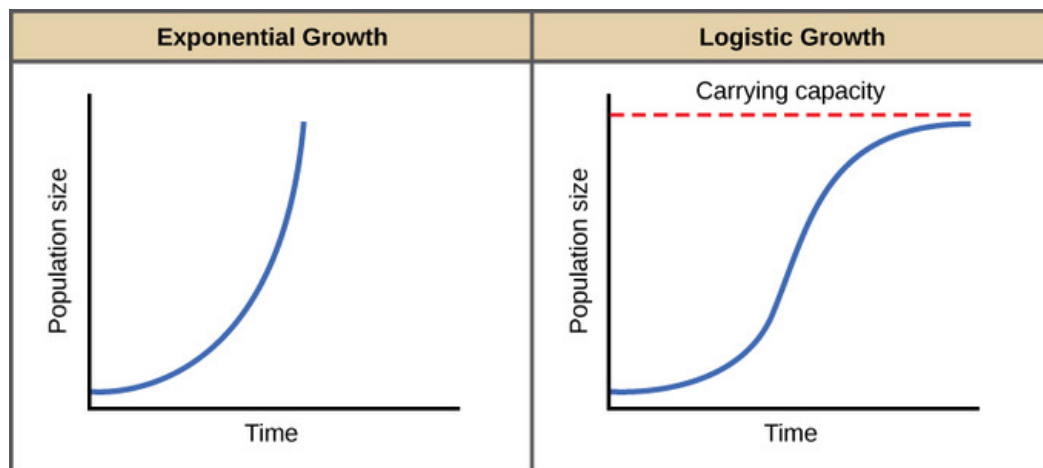 Exponential Growth
Population size
Time
Logistic Growth
Carrying capacity
Population size
Time